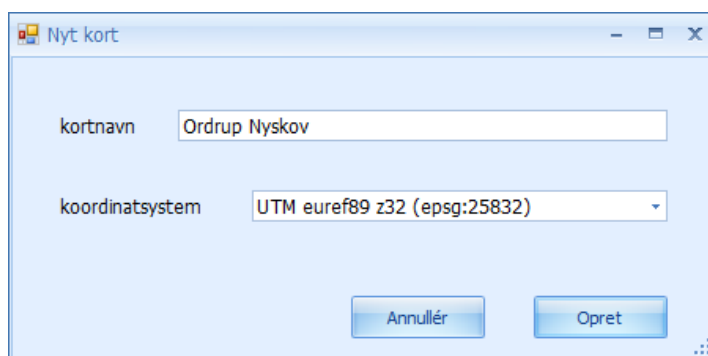 Nyt kort
kortnavn Ordrup Nyskov
koordinatsystem UTM euref89 z32 (epsg:25832)
Annullér Opret